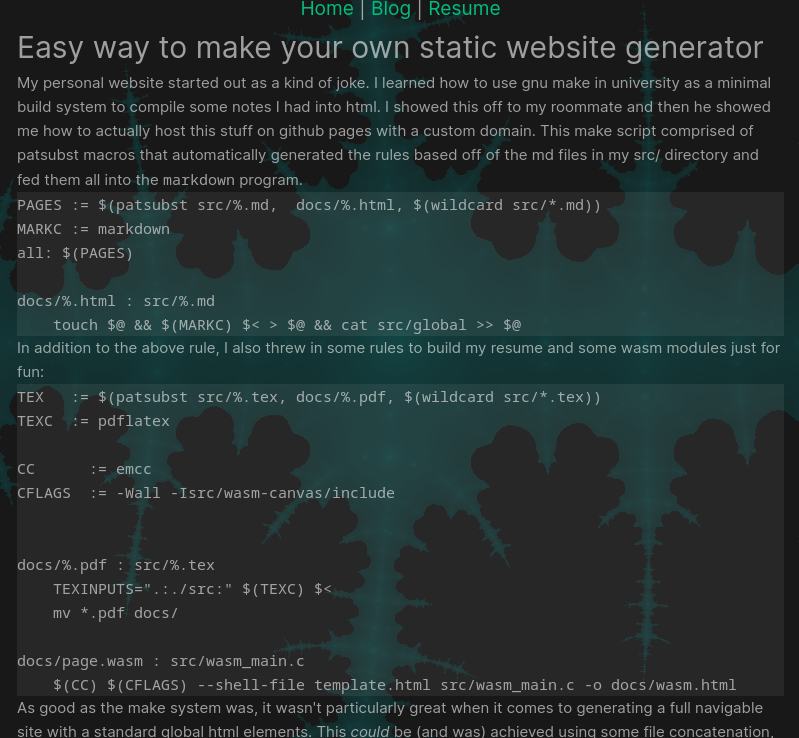 Home | Blog | Resume
Easy way to make your own static website generator
My personal website started out as a kind of joke. I learned how to use gnu make in university as a minimal
build system to compile some notes I had into html. I showed this off to my roommate and then he showed
me how to actually host this stuff on github pages with a custom domain. This make script comprised of
patsubst macros that automatically generated the rules based off of the md files in my src/ directory and
fed them all into the markdown program.
PAGES := $(patsubst src/%.md,  docs/%.html, $(wildcard src/*.md))
MARKC := markdown
all: $(PAGES)
docs/%.html : src/%.md
    touch $@ && $(MARKC) $< > $@ && cat src/global >> $@
In addition to the above rule, I also threw in some rules to build my resume and some wasm modules just for
fun:
TEX   := $(patsubst src/%.tex, docs/%.pdf, $(wildcard src/*.tex))
TEXC  := pdflatex
CC      := emcc
CFLAGS  := -Wall -Isrc/wasm-canvas/include
docs/%.pdf : src/%.tex
    TEXINPUTS=".:./src:" $(TEXC) $<
    mv *.pdf docs/
docs/page.wasm : src/wasm_main.c
    $(CC) $(CFLAGS) --shell-file template.html src/wasm_main.c -o docs/wasm.html
As good as the make system was, it wasn't particularly great when it comes to generating a full navigable
site with a standard global html elements. This could be (and was) achieved using some file concatenation,